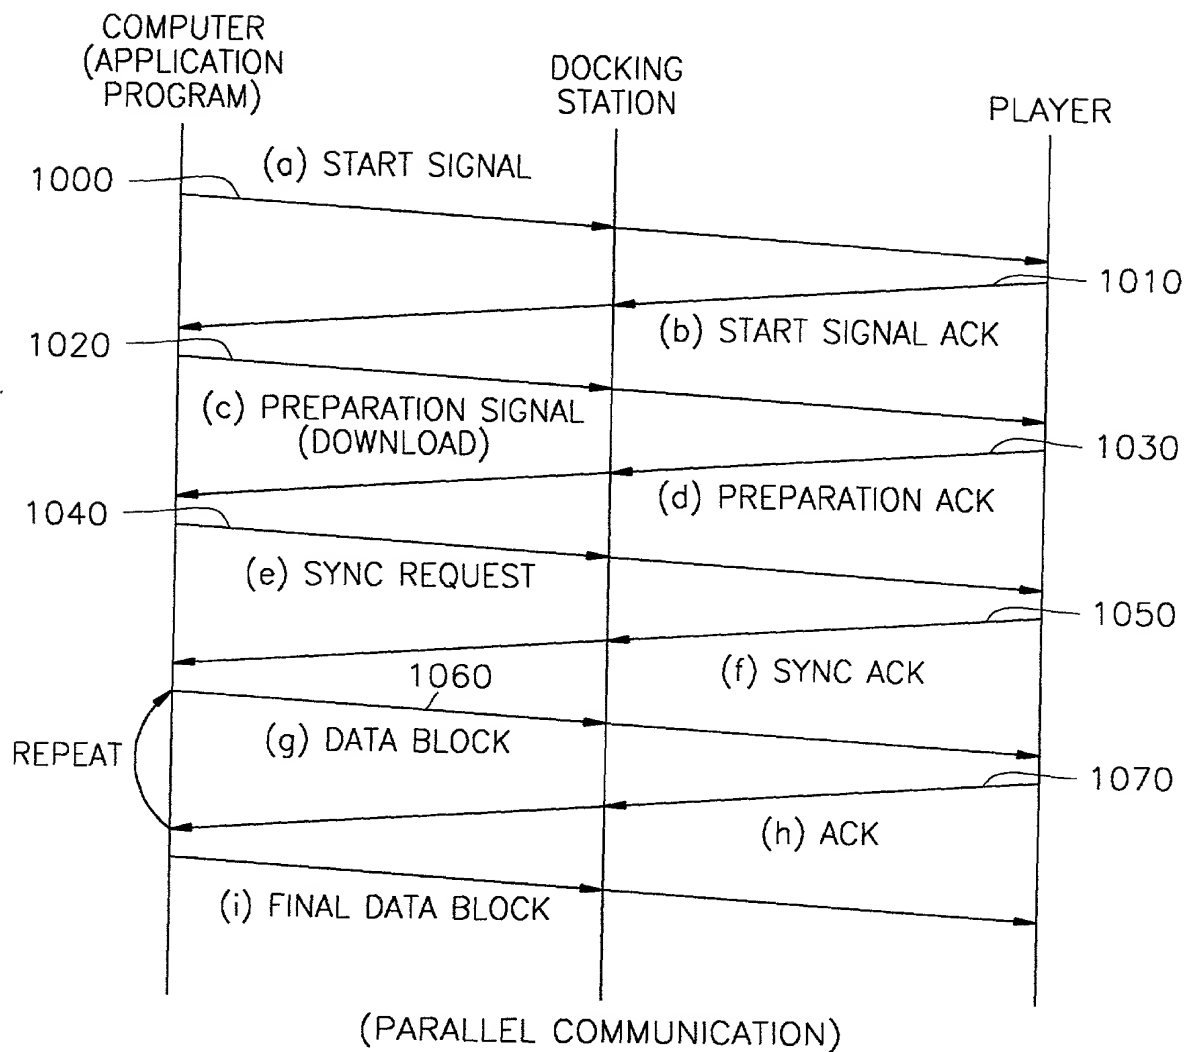 COMPUTER
(APPLICATION
PROGRAM)
DOCKING
STATION
PLAYER
(a) START SIGNAL
1000
1010
(b) START SIGNAL ACK
1020
(c) PREPARATION SIGNAL
(DOWNLOAD)
1030
(d) PREPARATION ACK
1040
(e) SYNC REQUEST
1050
(f) SYNC ACK
1060
(g) DATA BLOCK
REPEAT
1070
(h) ACK
(i) FINAL DATA BLOCK
(PARALLEL COMMUNICATION)